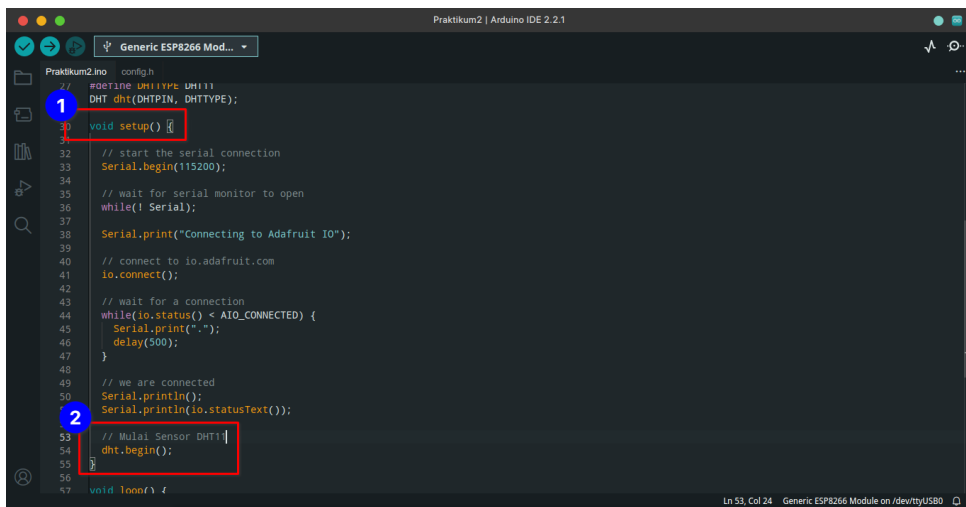 Praktikum2 | Arduino IDE 2.2.1
Generic ESP8266 Mod...
Praktikum2.ino config.h
27 #define DHTTYPE DHT11
DHT dht(DHTPIN, DHTTYPE);
1
30 void setup() {
31
32 // start the serial connection
33 Serial.begin(115200);
34
35 // wait for serial monitor to open
36 while(! Serial);
37
38 Serial.print("Connecting to Adafruit IO");
39
40 // connect to io.adafruit.com
41 io.connect();
42
43 // wait for a connection
44 while(io.status() < AIO_CONNECTED) {
45 Serial.print(".");
46 delay(500);
47 }
48
49 // we are connected
50 Serial.println();
Serial.println(io.statusText());
2
53 // Mulai Sensor DHT11
54 dht.begin();
55 }
56
57 void loop() {
Ln 53, Col 24 Generic ESP8266 Module on /dev/ttyUSB0